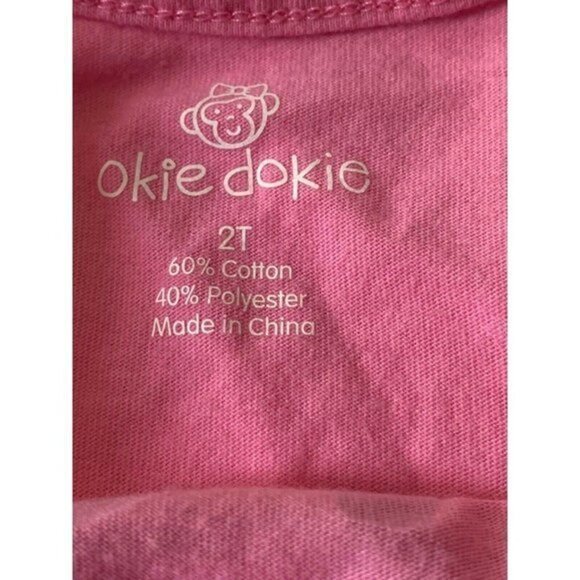 Okie dokie
2T
60% Cotton
40% Polyester
Made in China